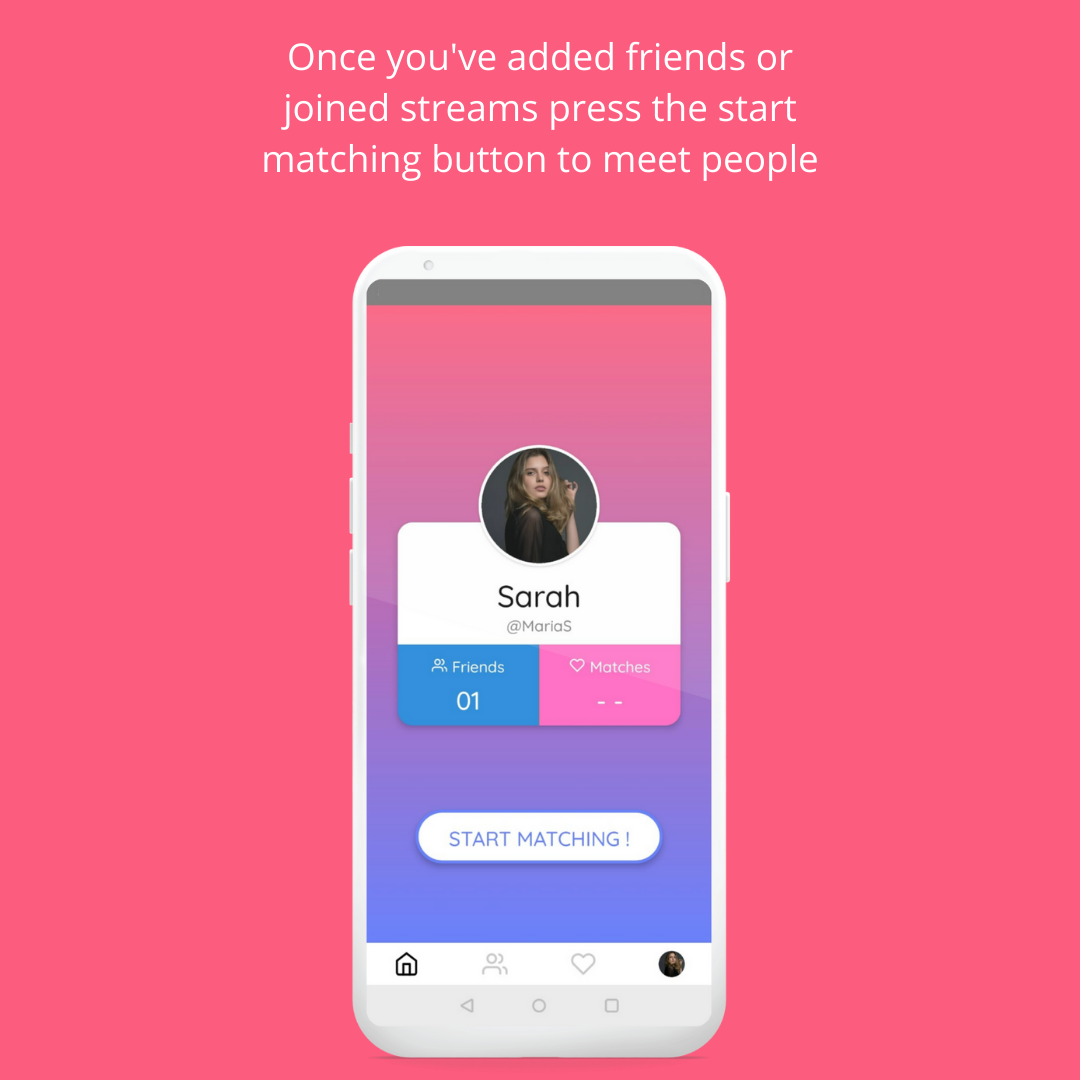 Once you've added friends or
joined streams press the start
matching button to meet people
Sarah
@MariaS
Friends
Matches
01
- -
START MATCHING !